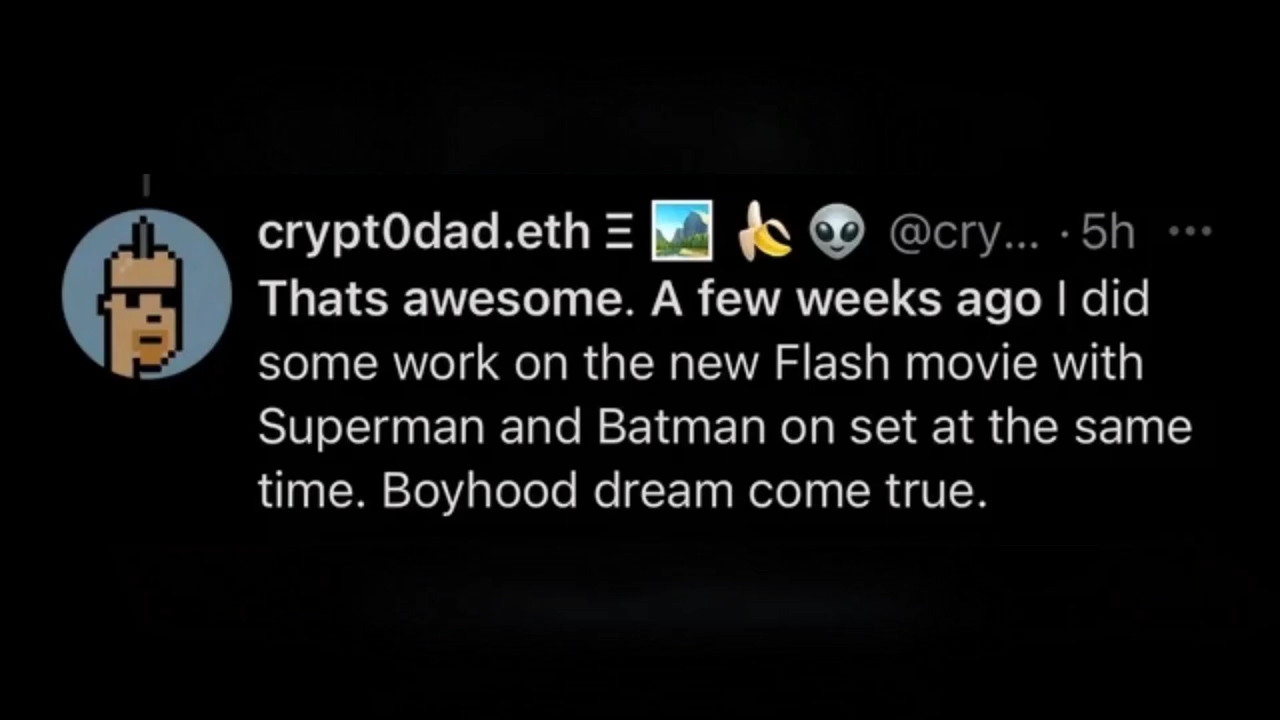 crypt0dad.eth Ξ 🏞️ 🍌 👽 @cry... · 5h ···
Thats awesome. A few weeks ago I did
some work on the new Flash movie with
Superman and Batman on set at the same
time. Boyhood dream come true.